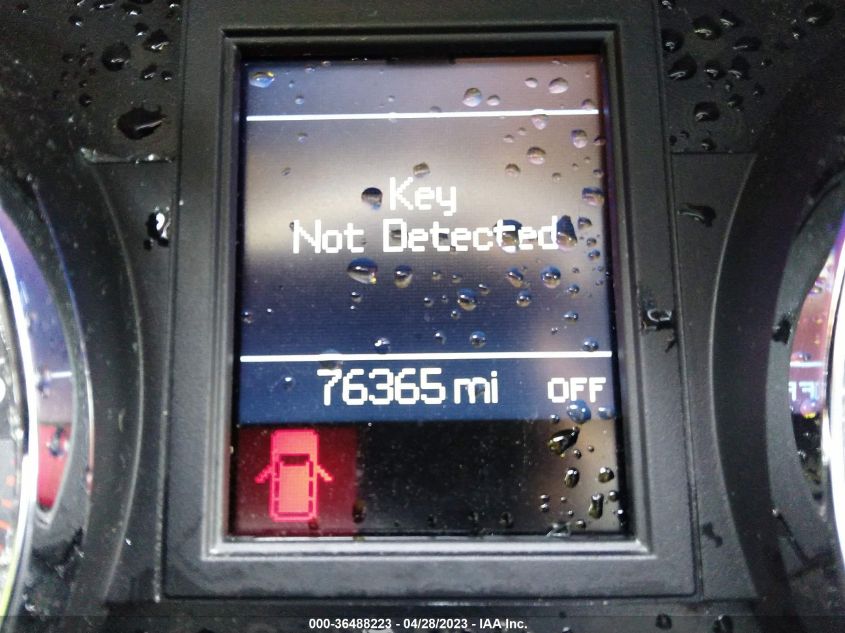 Key
Not Detected
76365 mi OFF
000-36488223 - 04/28/2023 - IAA Inc.